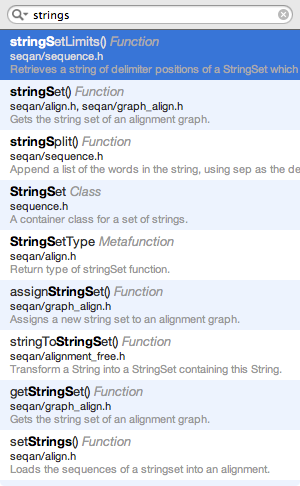 strings
stringSetLimits() Function
seqan/sequence.h
Retrieves a string of delimiter positions of a StringSet which
stringSet() Function
seqan/align.h, seqan/graph_align.h
Gets the string set of an alignment graph.
stringSplit() Function
seqan/sequence.h
Append a list of the words in the string, using sep as the de
StringSet Class
sequence.h
A container class for a set of strings.
StringSetType Metafunction
seqan/align.h
Return type of stringSet function.
assignStringSet() Function
seqan/graph_align.h
Assigns a new string set to an alignment graph.
stringToStringSet() Function
seqan/alignment_free.h
Transform a String into a StringSet containing this String.
getStringSet() Function
seqan/graph_align.h
Gets the string set of an alignment graph.
setStrings() Function
seqan/align.h
Loads the sequences of a stringset into an alignment.